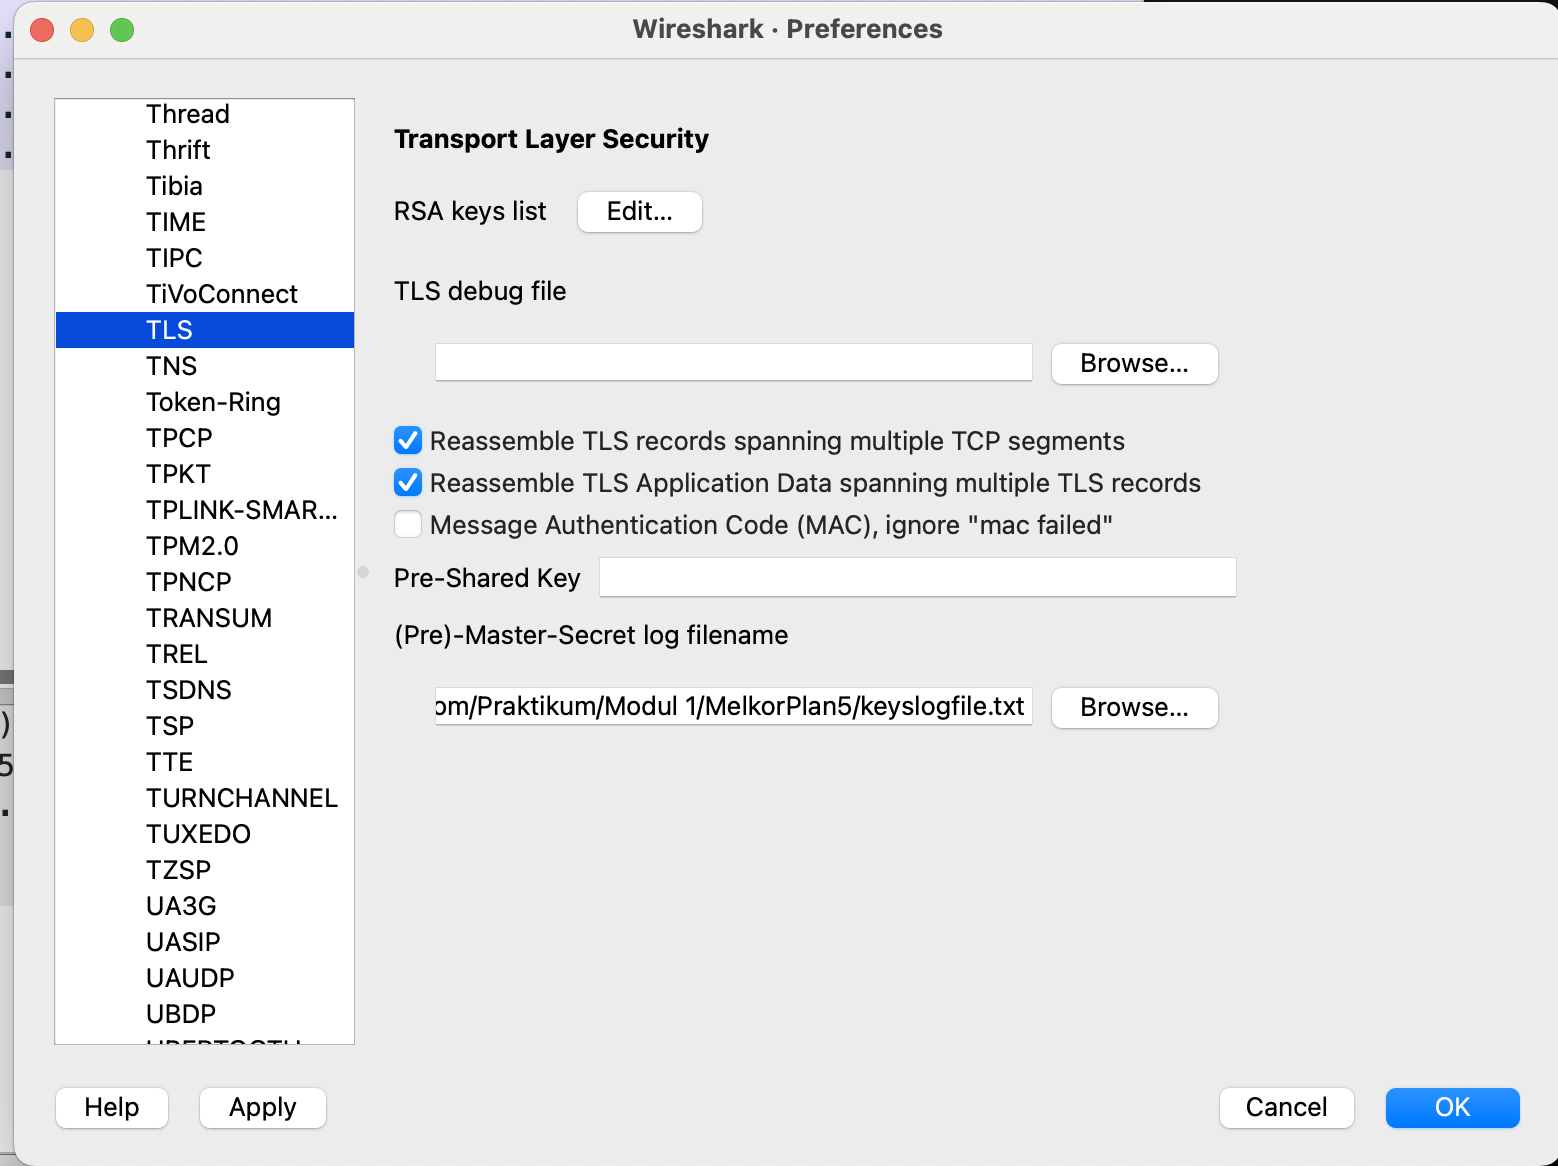 Wireshark · Preferences
Thread
Thrift
Tibia
TIME
TIPC
TiVoConnect
TLS
TNS
Token-Ring
TPCP
TPKT
TPLINK-SMAR...
TPM2.0
TPNCP
TRANSUM
TREL
TSDNS
TSP
TTE
TURNCHANNEL
TUXEDO
TZSP
UA3G
UASIP
UAUDP
UBDP
Transport Layer Security
RSA keys list
Edit...
TLS debug file
Browse...
Reassemble TLS records spanning multiple TCP segments
Reassemble TLS Application Data spanning multiple TLS records
Message Authentication Code (MAC), ignore "mac failed"
Pre-Shared Key
(Pre)-Master-Secret log filename
om/Praktikum/Modul 1/MelkorPlan5/keyslogfile.txt
Browse...
Help
Apply
Cancel
OK